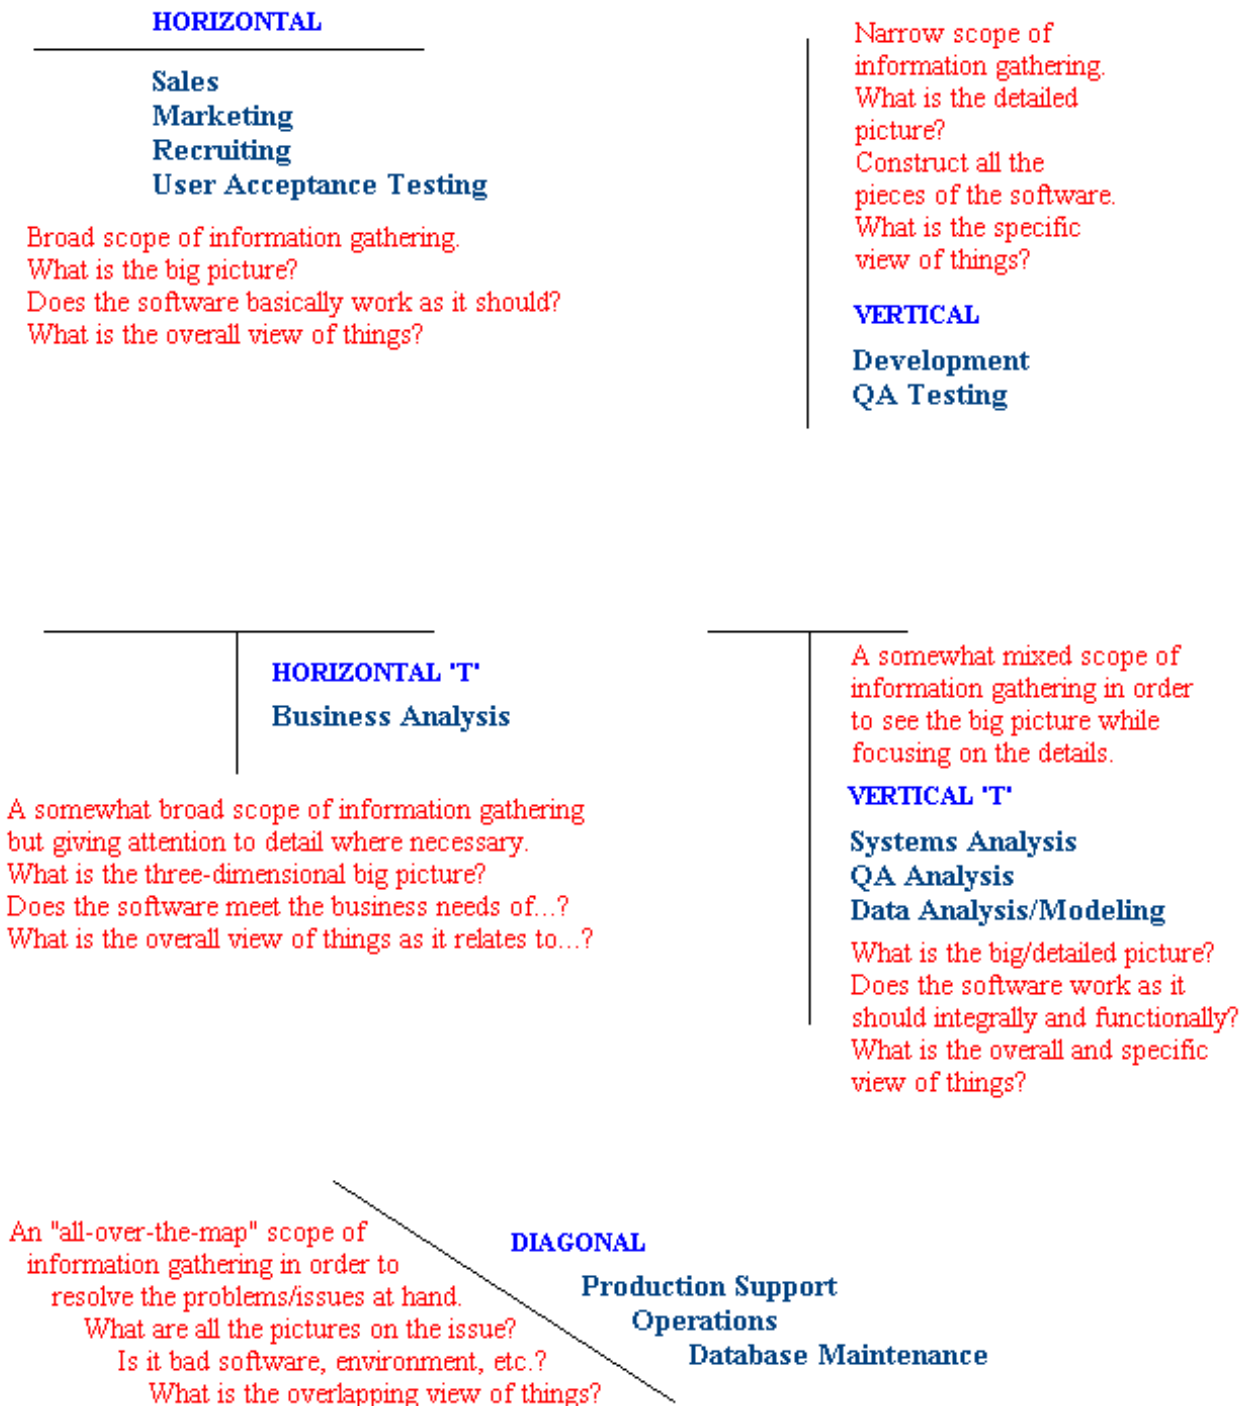 HORIZONTAL
Sales
Marketing
Recruiting
User Acceptance Testing
Broad scope of information gathering.
What is the big picture?
Does the software basically work as it should?
What is the overall view of things?
Narrow scope of
information gathering.
What is the detailed
picture?
Construct all the
pieces of the software.
What is the specific
view of things?
VERTICAL
Development
QA Testing
HORIZONTAL 'T'
Business Analysis
A somewhat broad scope of information gathering
but giving attention to detail where necessary.
What is the three-dimensional big picture?
Does the software meet the business needs of...?
What is the overall view of things as it relates to...?
A somewhat mixed scope of
information gathering in order
to see the big picture while
focusing on the details.
VERTICAL 'T'
Systems Analysis
QA Analysis
Data Analysis/Modeling
What is the big/detailed picture?
Does the software work as it
should integrally and functionally?
What is the overall and specific
view of things?
An "all-over-the-map" scope of
information gathering in order to
resolve the problems/issues at hand.
What are all the pictures on the issue?
Is it bad software, environment, etc.?
What is the overlapping view of things?
DIAGONAL
Production Support
Operations
Database Maintenance